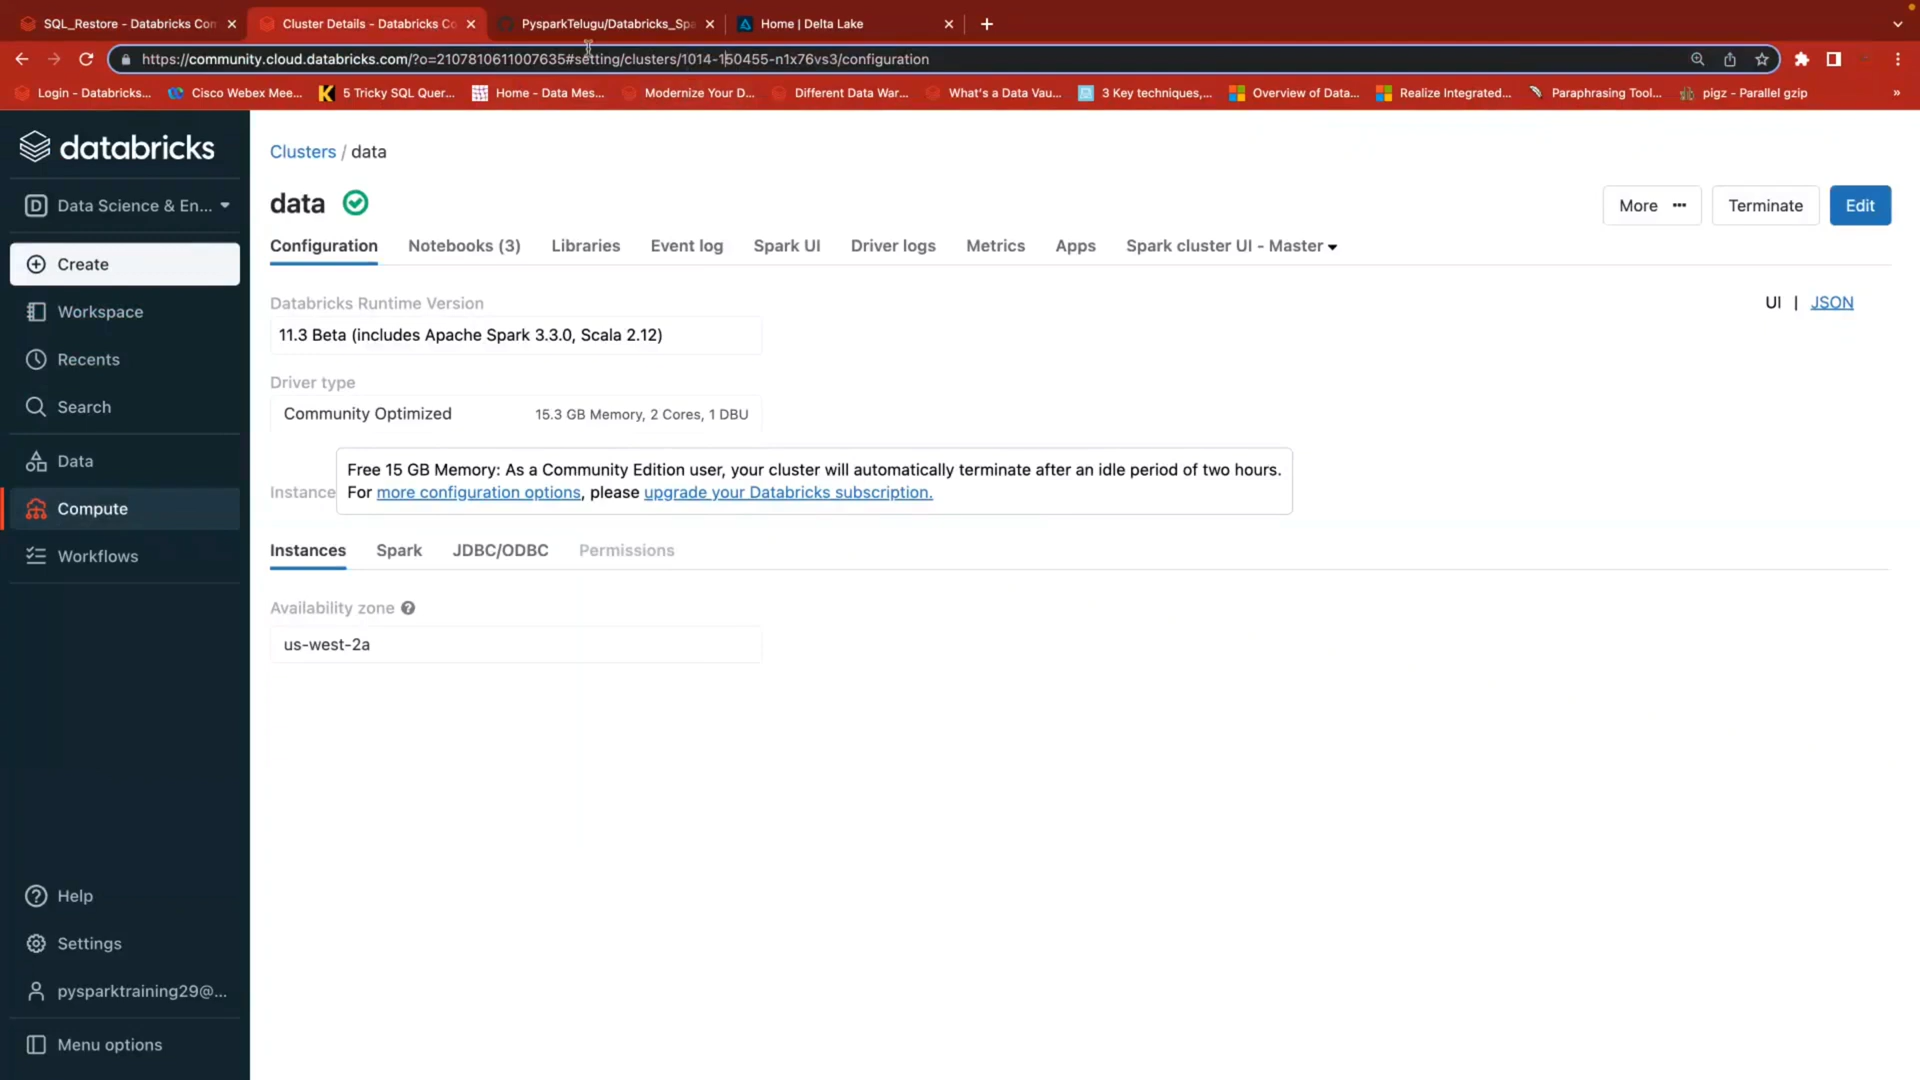 SQL_Restore - Databricks Con
Cluster Details - Databricks Co
PysparkTelugu/Databricks_Spa
Home | Delta Lake
https://community.cloud.databricks.com/?o=2107810611007635#setting/clusters/1014-150455-n1x76vs3/configuration
Login - Databricks...
Cisco Webex Mee...
5 Tricky SQL Quer...
Home - Data Mes...
Modernize Your D...
Different Data War...
What's a Data Vau...
3 Key techniques,...
Overview of Data...
Realize Integrated...
Paraphrasing Tool...
pigz - Parallel gzip
»
databricks
D Data Science & En...
Create
Workspace
Recents
Search
Data
Compute
Workflows
Help
Settings
pysparktraining29@...
Menu options
Clusters / data
data
More ...
Terminate
Edit
Configuration
Notebooks (3)
Libraries
Event log
Spark UI
Driver logs
Metrics
Apps
Spark cluster UI - Master
UI | JSON
Databricks Runtime Version
11.3 Beta (includes Apache Spark 3.3.0, Scala 2.12)
Driver type
Community Optimized 15.3 GB Memory, 2 Cores, 1 DBU
Instance
Free 15 GB Memory: As a Community Edition user, your cluster will automatically terminate after an idle period of two hours.
For more configuration options, please upgrade your Databricks subscription.
Instances
Spark
JDBC/ODBC
Permissions
Availability zone ?
us-west-2a